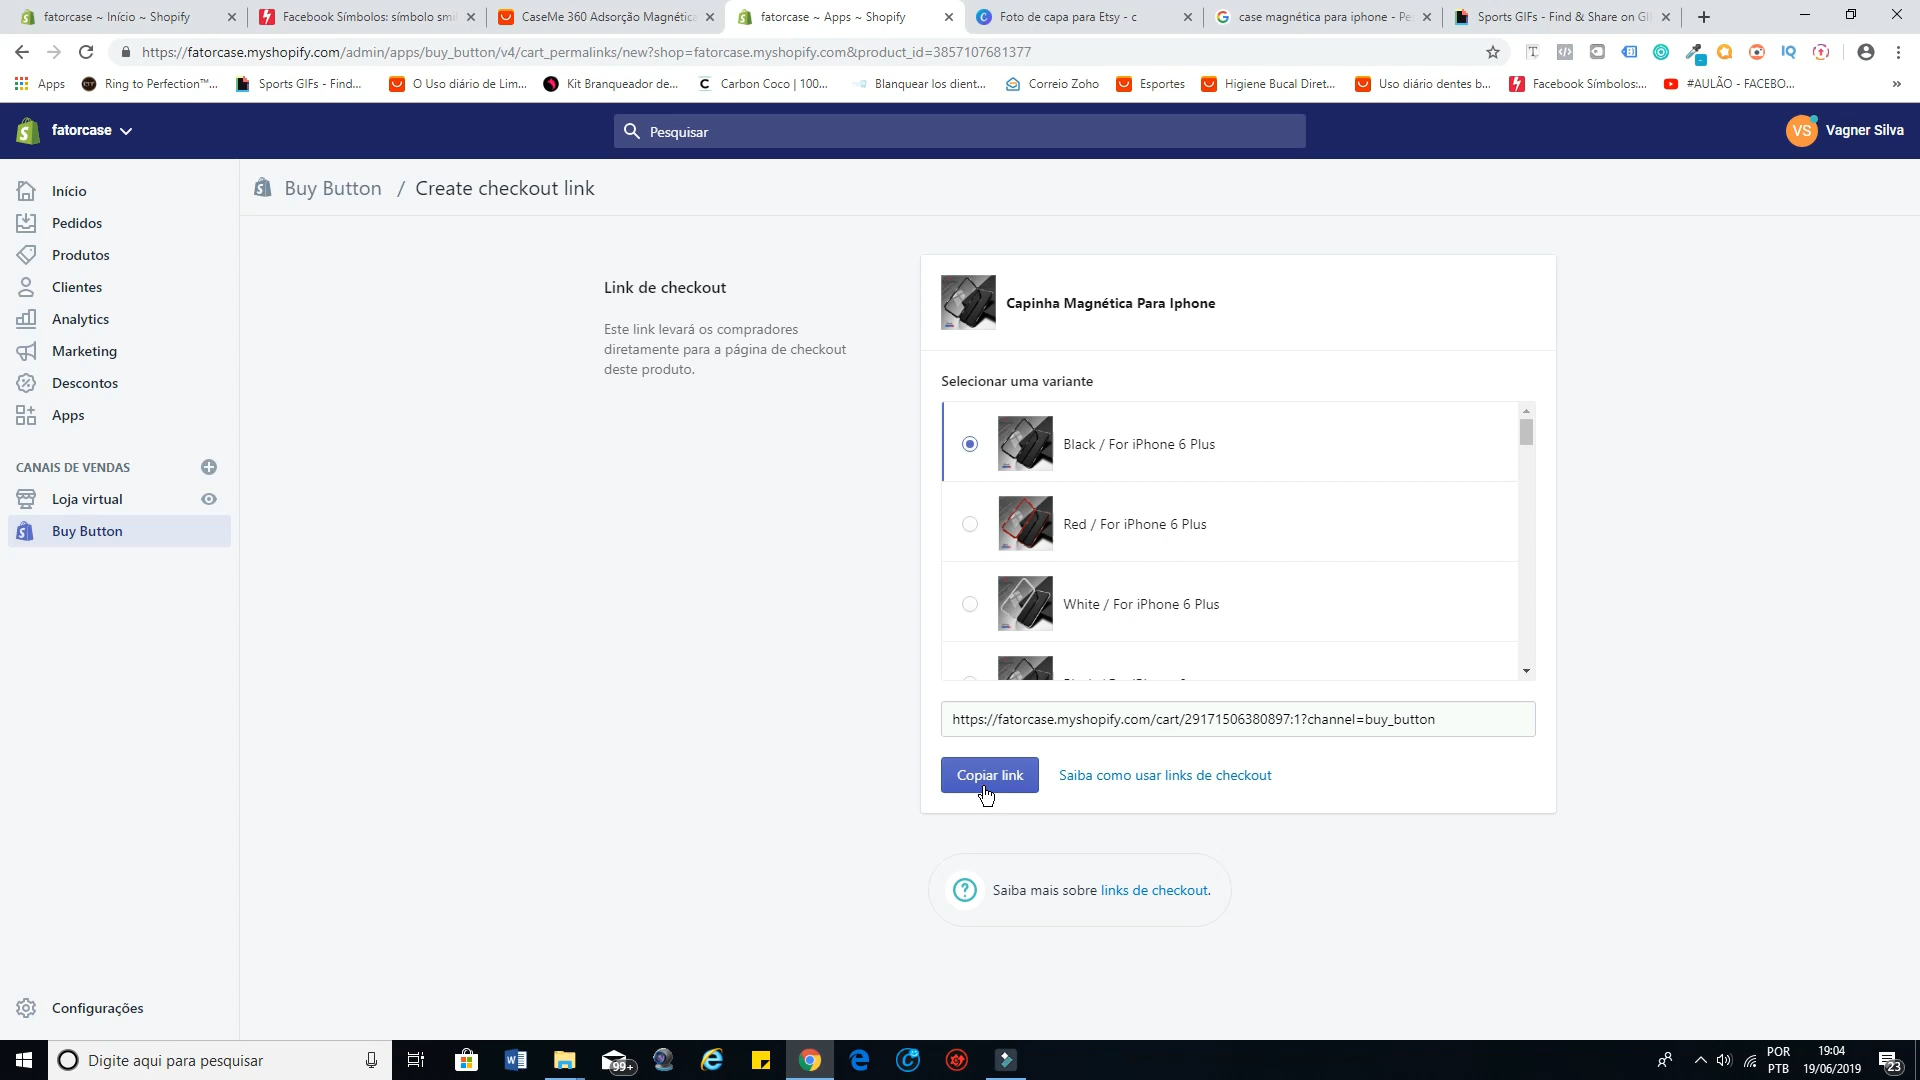 fatorcase ~ Início ~ Shopify
Facebook Símbolos: símbolo smi
CaseMe 360 Adsorção Magnética
fatorcase ~ Apps ~ Shopify
Foto de capa para Etsy - c
case magnética para iphone - Pe
Sports GIFs - Find & Share on GI
https://fatorcase.myshopify.com/admin/apps/buy_button/v4/cart_permalinks/new?shop=fatorcase.myshopify.com&product_id=3857107681377
Apps
Ring to Perfection™...
Sports GIFs - Find...
O Uso diário de Lim...
Kit Branqueador de...
Carbon Coco | 100...
Blanquear los dient...
Correio Zoho
Esportes
Higiene Bucal Diret...
Uso diário dentes b...
Facebook Símbolos:...
#AULÃO - FACEBO...
fatorcase
Pesquisar
VS
Vagner Silva
Início
Pedidos
Produtos
Clientes
Analytics
Marketing
Descontos
Apps
CANAIS DE VENDAS
Loja virtual
Buy Button
Configurações
Buy Button / Create checkout link
Link de checkout
Este link levará os compradores
diretamente para a página de checkout
deste produto.
Capinha Magnética Para Iphone
Selecionar uma variante
Black / For iPhone 6 Plus
Red / For iPhone 6 Plus
White / For iPhone 6 Plus
https://fatorcase.myshopify.com/cart/29171506380897:1?channel=buy_button
Copiar link
Saiba como usar links de checkout
Saiba mais sobre links de checkout.
Digite aqui para pesquisar
99+
POR
PTB
19:04
19/06/2019
23